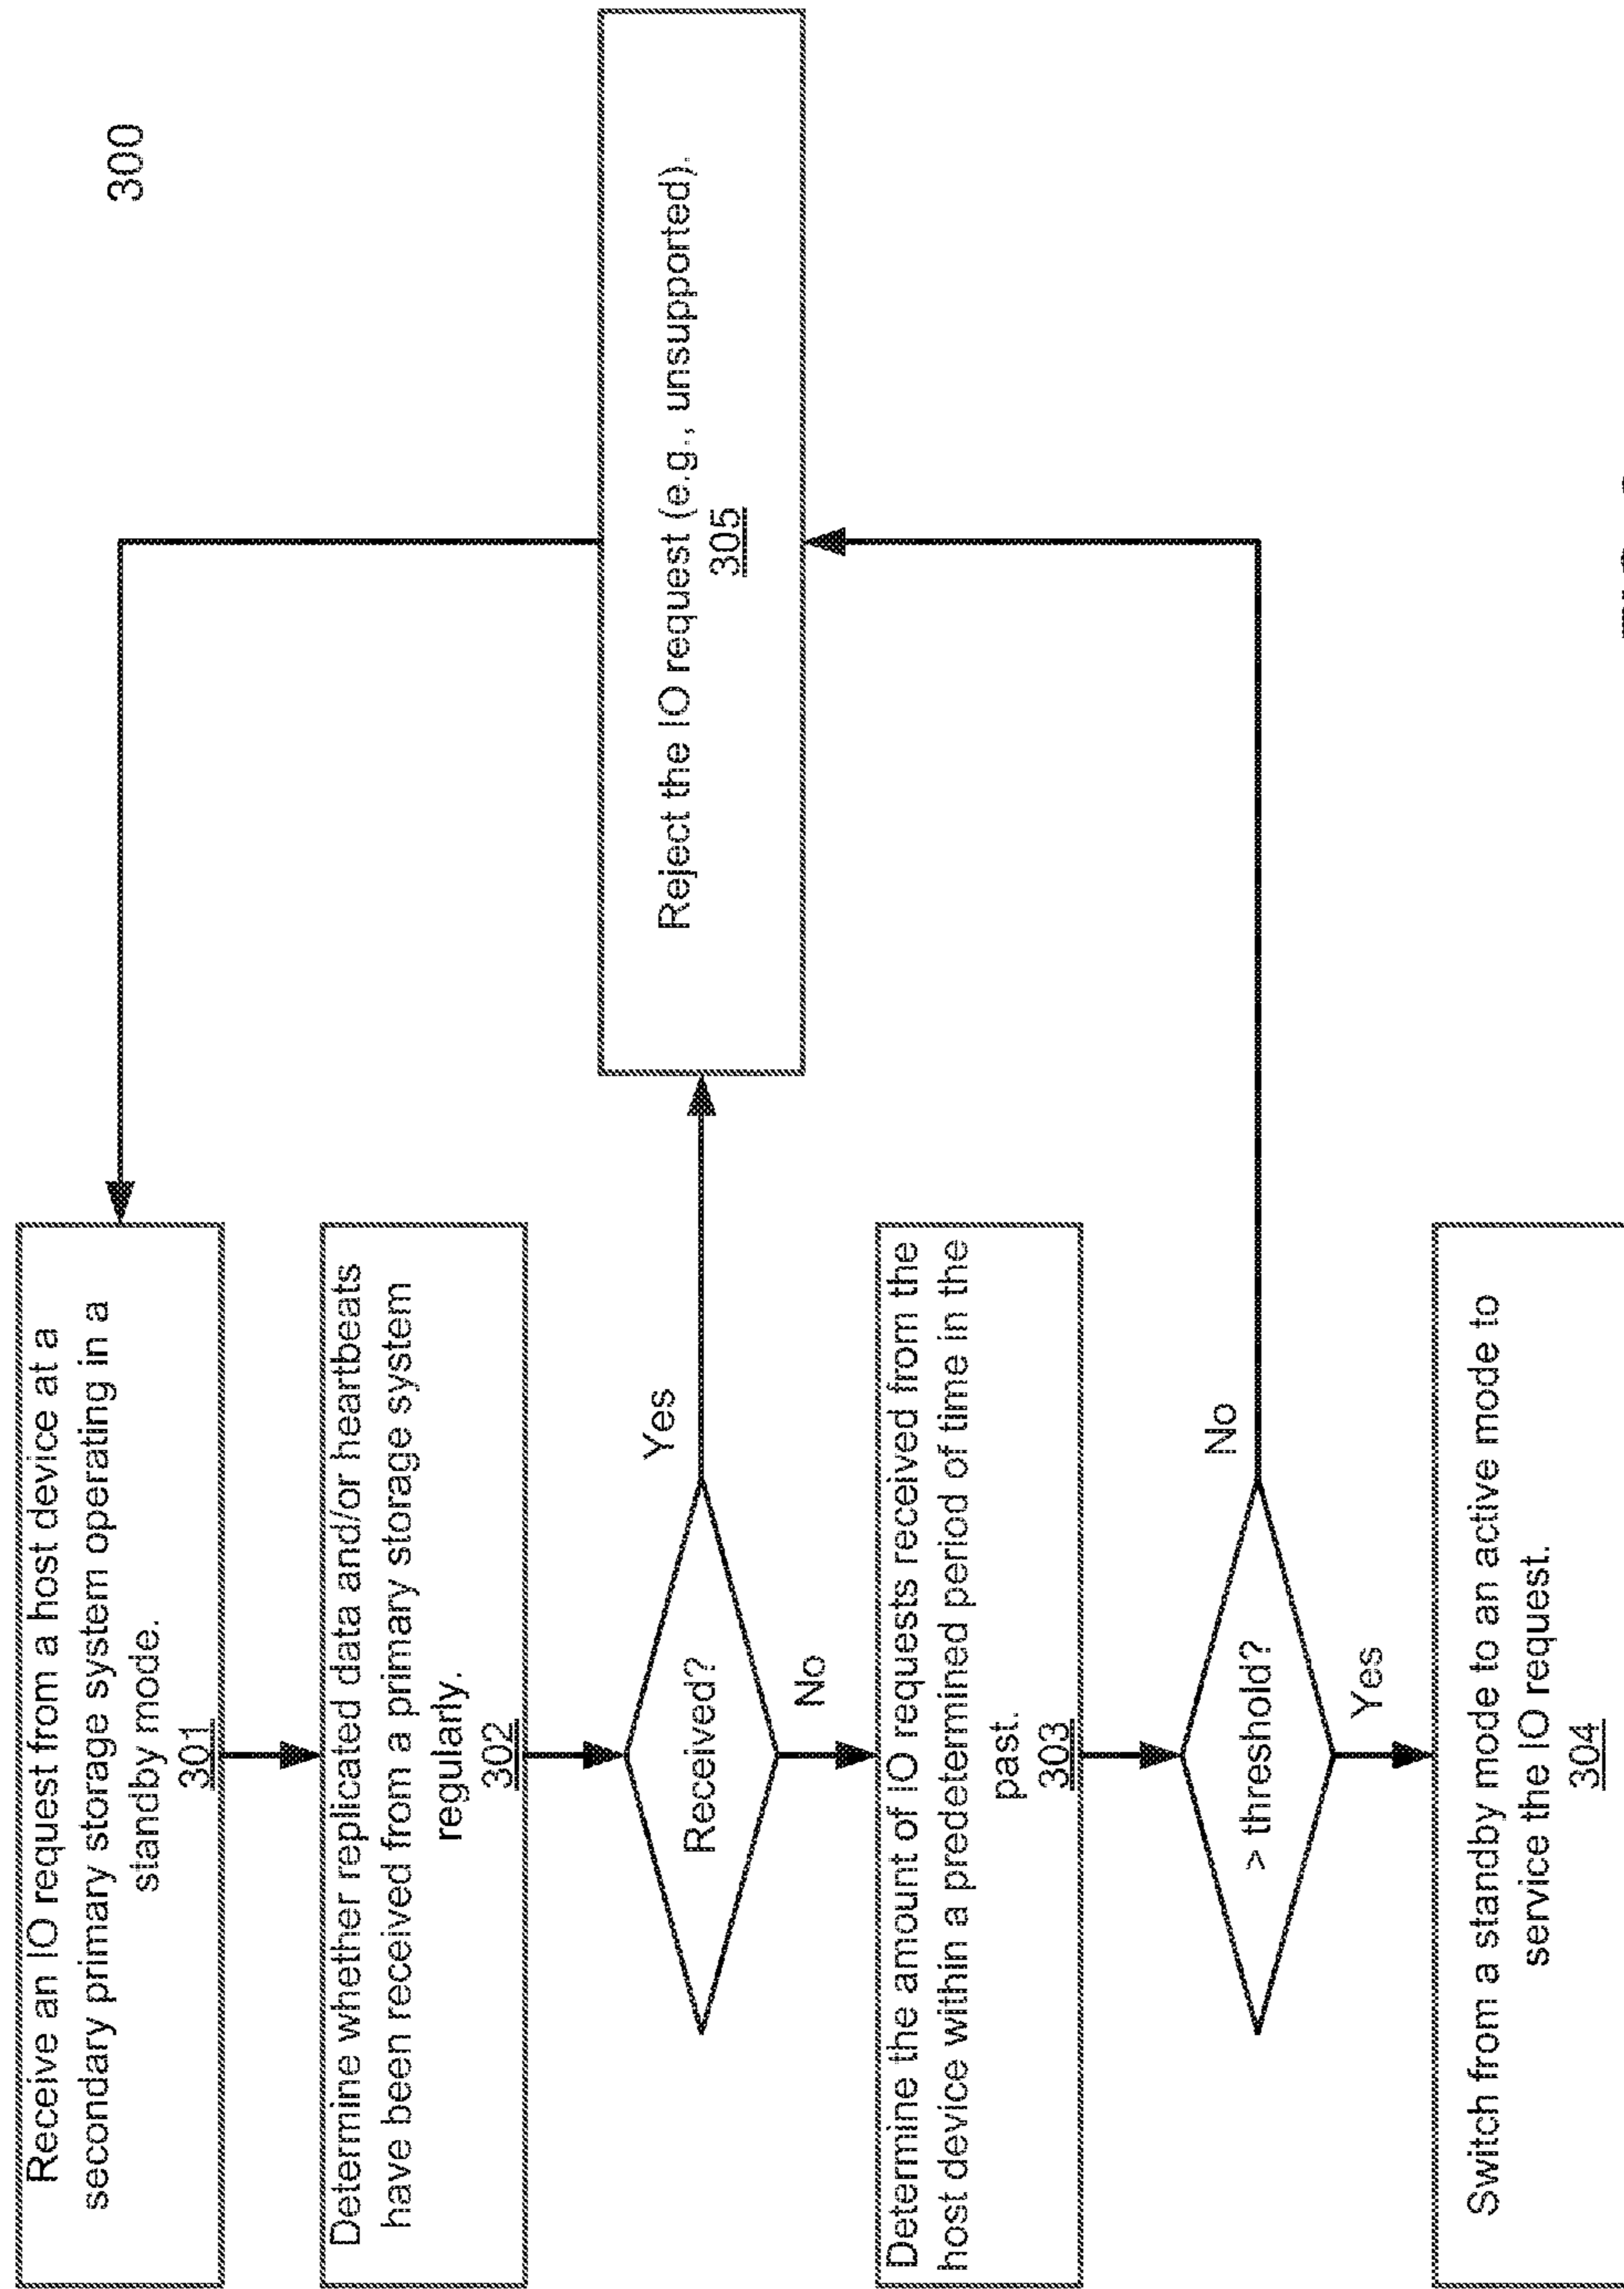 300
Receive an IO request from a host device at a
secondary primary storage system operating in a
standby mode.
301
Determine whether replicated data and/or heartbeats
have been received from a primary storage system
regularly.
302
Received?
Yes
No
Reject the IO request (e.g., unsupported).
305
Determine the amount of IO requests received from the
host device within a predetermined period of time in the
past.
303
> threshold?
No
Yes
Switch from a standby mode to an active mode to
service the IO request.
304